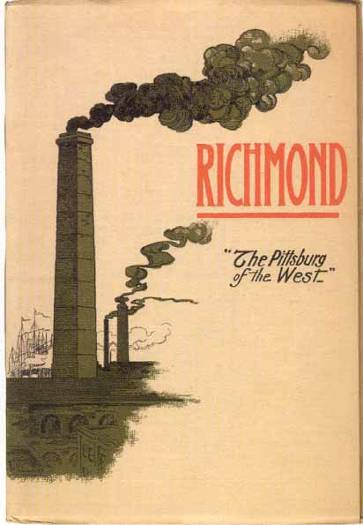 RICHMOND
"The Pittsburg
of the West"